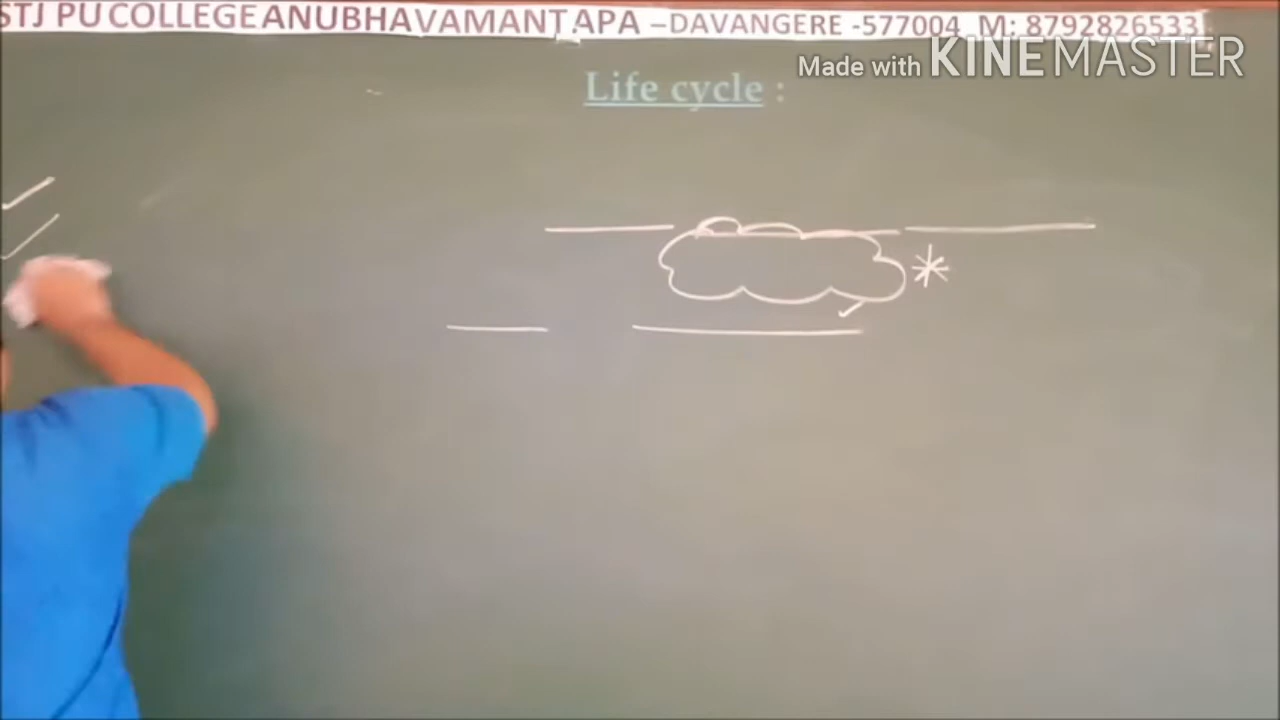 STJ PU COLLEGE ANUBHAVAMANTAPA –DAVANGERE -577004 M: 8792826533
Made with KINEMASTER
Life cycle :